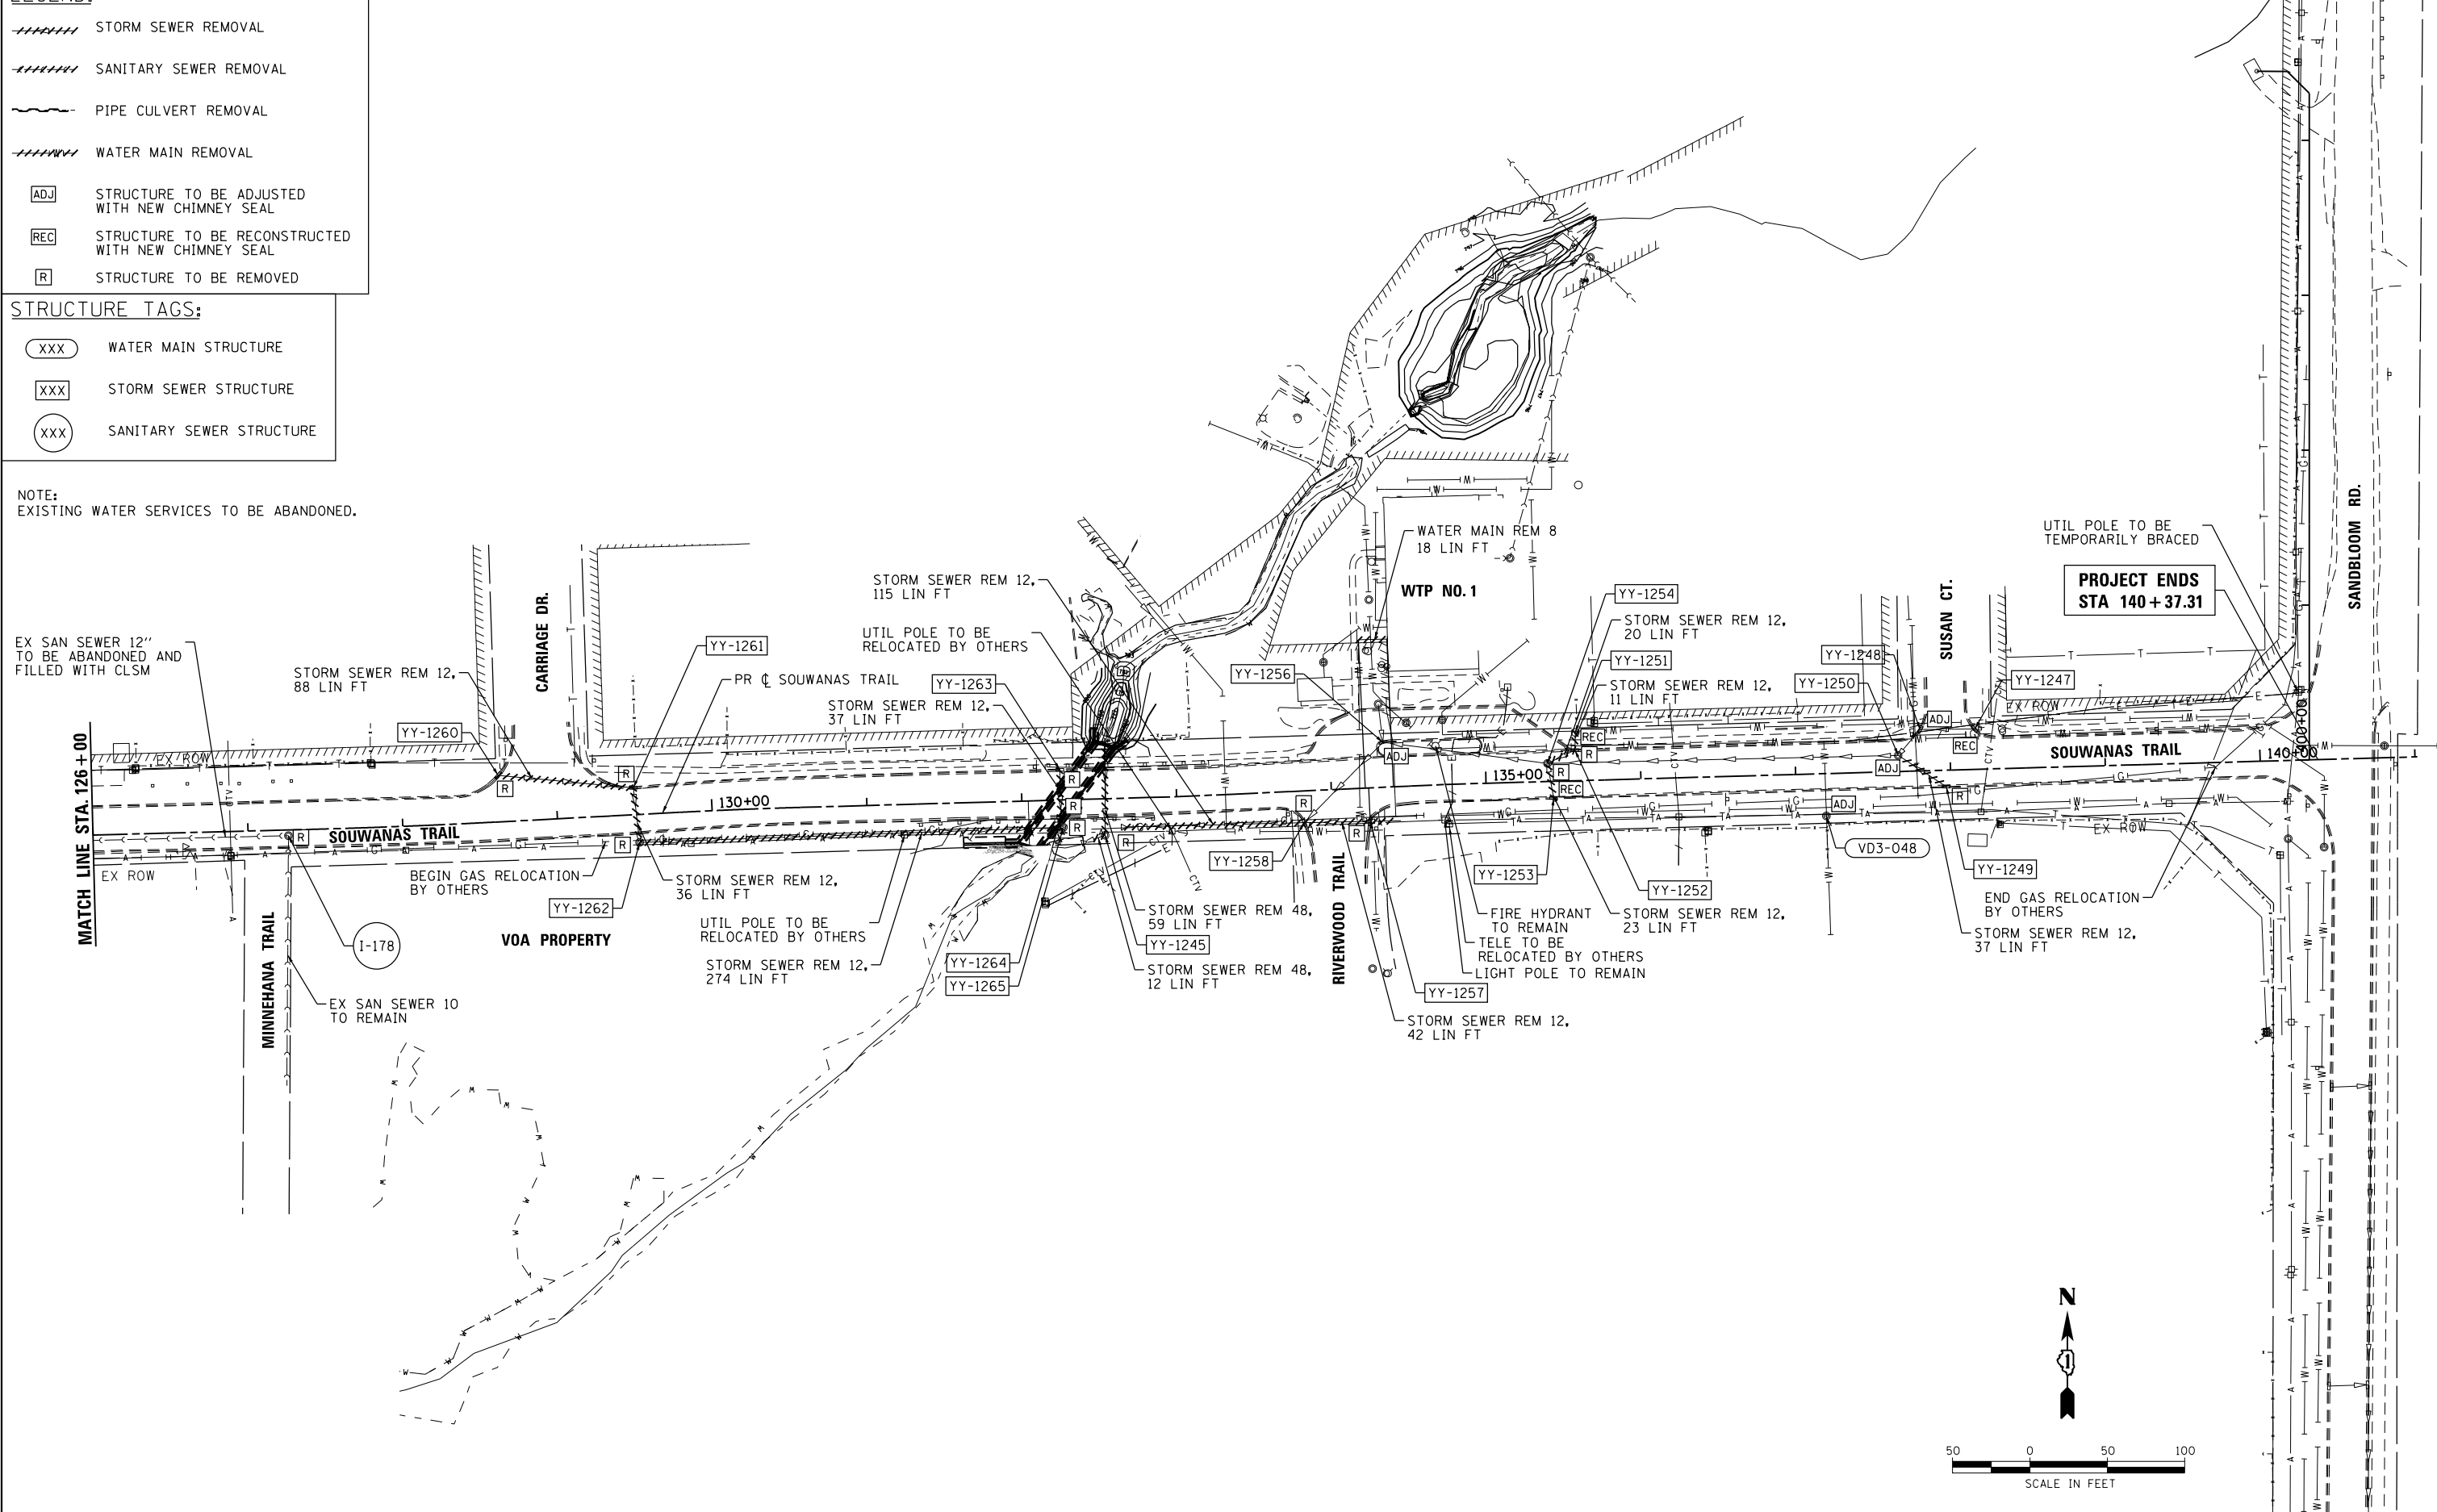 LEGEND:
STORM SEWER REMOVAL
SANITARY SEWER REMOVAL
PIPE CULVERT REMOVAL
WATER MAIN REMOVAL
ADJ
STRUCTURE TO BE ADJUSTED
WITH NEW CHIMNEY SEAL
REC
STRUCTURE TO BE RECONSTRUCTED
WITH NEW CHIMNEY SEAL
R
STRUCTURE TO BE REMOVED
STRUCTURE TAGS:
XXX
WATER MAIN STRUCTURE
XXX
STORM SEWER STRUCTURE
XXX
SANITARY SEWER STRUCTURE
NOTE:
EXISTING WATER SERVICES TO BE ABANDONED.
EX SAN SEWER 12''
TO BE ABANDONED AND
FILLED WITH CLSM
STORM SEWER REM 12,
88 LIN FT
YY-1260
CARRIAGE DR.
YY-1261
PR ℄ SOUWANAS TRAIL
STORM SEWER REM 12,
115 LIN FT
UTIL POLE TO BE
RELOCATED BY OTHERS
YY-1263
STORM SEWER REM 12,
37 LIN FT
WATER MAIN REM 8
18 LIN FT
WTP NO. 1
YY-1256
YY-1254
STORM SEWER REM 12,
20 LIN FT
YY-1251
STORM SEWER REM 12,
11 LIN FT
YY-1248
YY-1250
SUSAN CT.
YY-1247
UTIL POLE TO BE
TEMPORARILY BRACED
PROJECT ENDS
STA 140+37.31
SANDBLOOM RD.
MATCH LINE STA. 126+00
EX ROW
EX ROW
SOUWANAS TRAIL
130+00
135+00
140+00
400+00
SOUWANAS TRAIL
EX ROW
EX ROW
R
R
R
R
R
R
R
R
R
R
R
R
R
R
ADJ
ADJ
ADJ
ADJ
REC
REC
REC
MINNEHANA TRAIL
I-178
EX SAN SEWER 10
TO REMAIN
BEGIN GAS RELOCATION
BY OTHERS
YY-1262
VOA PROPERTY
STORM SEWER REM 12,
36 LIN FT
UTIL POLE TO BE
RELOCATED BY OTHERS
STORM SEWER REM 12,
274 LIN FT
YY-1264
YY-1265
STORM SEWER REM 48,
59 LIN FT
YY-1245
STORM SEWER REM 48,
12 LIN FT
YY-1258
RIVERWOOD TRAIL
YY-1257
STORM SEWER REM 12,
42 LIN FT
YY-1253
FIRE HYDRANT
TO REMAIN
TELE TO BE
RELOCATED BY OTHERS
LIGHT POLE TO REMAIN
YY-1252
STORM SEWER REM 12,
23 LIN FT
VD3-048
YY-1249
END GAS RELOCATION
BY OTHERS
STORM SEWER REM 12,
37 LIN FT
N
1
50 0 50 100
SCALE IN FEET